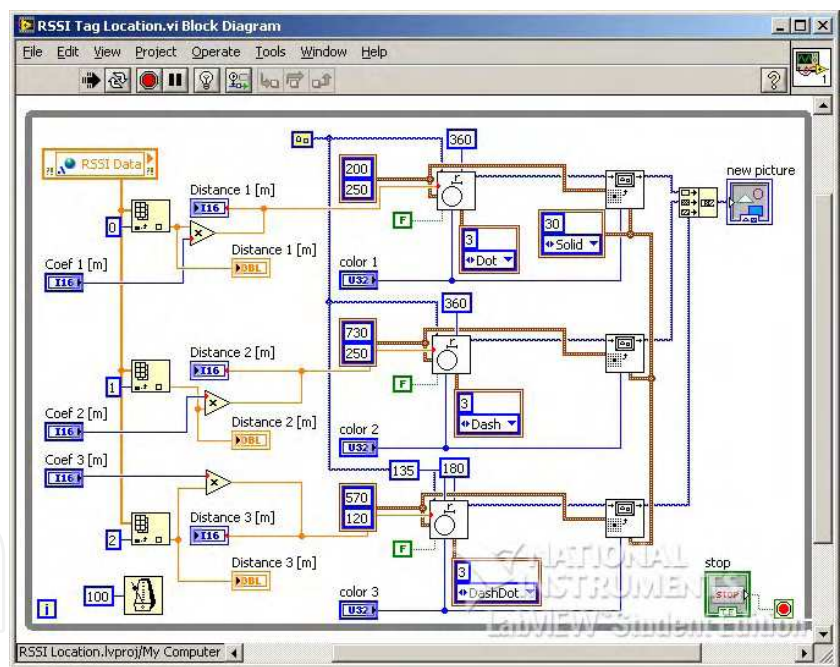 RSSI Tag Location.vi Block Diagram
File Edit View Project Operate Tools Window Help
1
RSSI Data
?!
?!
0
Distance 1 [m]
I16
Distance 1 [m]
DBL
Coef 1 [m]
I16
200
250
360
r
F
3
Dot
30
Solid
color 1
U32
new picture
1
Distance 2 [m]
I16
Distance 2 [m]
DBL
Coef 2 [m]
I16
730
250
360
r
F
3
Dash
color 2
U32
Coef 3 [m]
I16
2
Distance 3 [m]
I16
Distance 3 [m]
DBL
570
120
135
180
r
F
3
DashDot
color 3
U32
100
i
stop
STOP
TF
NATIONAL
INSTRUMENTS
LabVIEW Student Edition
RSSI Location.lvproj/My Computer